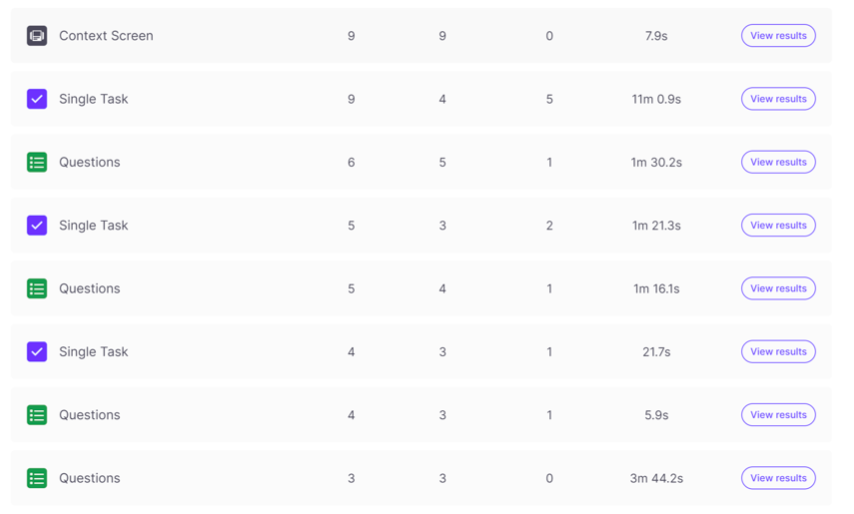 Context Screen 9 9 0 7.9s View results
Single Task 9 4 5 11m 0.9s View results
Questions 6 5 1 1m 30.2s View results
Single Task 5 3 2 1m 21.3s View results
Questions 5 4 1 1m 16.1s View results
Single Task 4 3 1 21.7s View results
Questions 4 3 1 5.9s View results
Questions 3 3 0 3m 44.2s View results